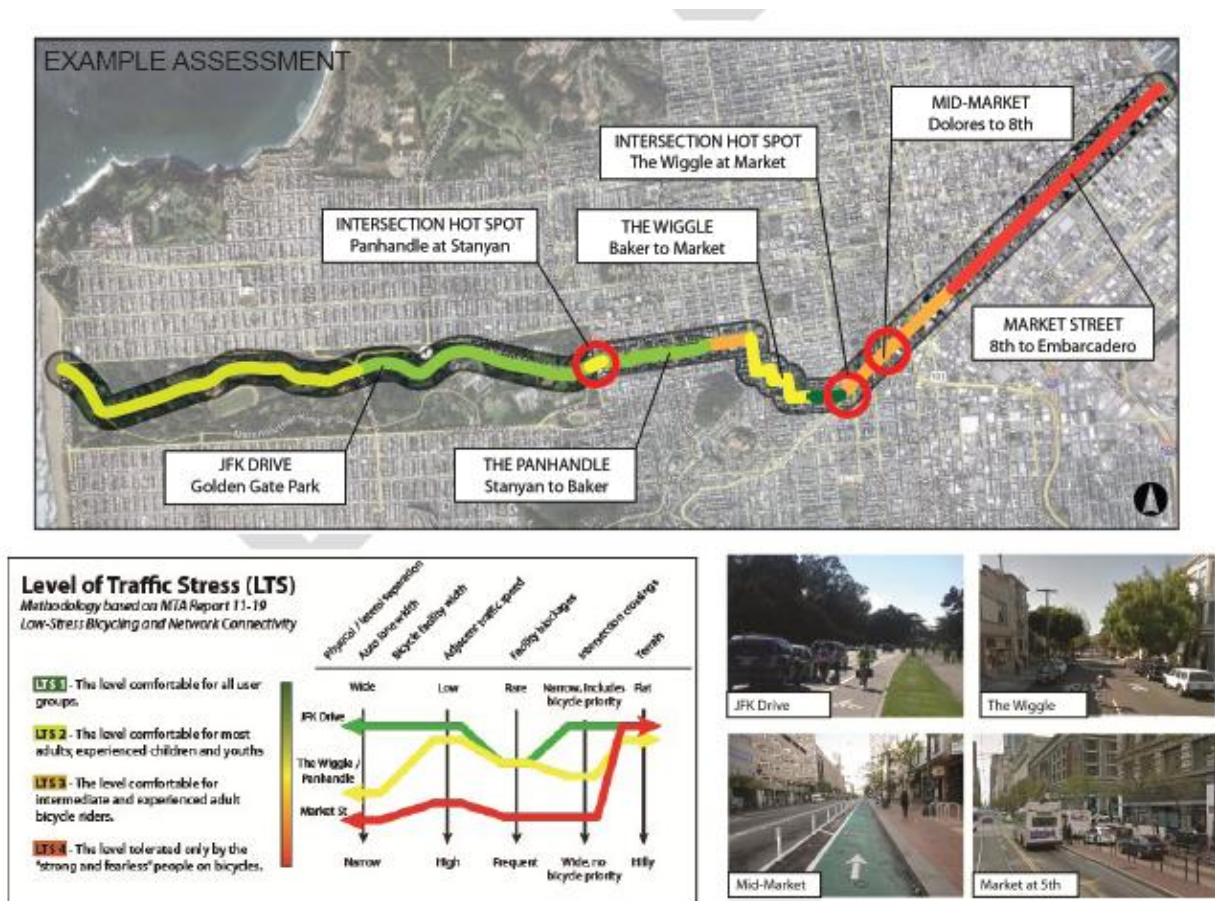 EXAMPLE ASSESSMENT
MID-MARKET
Dolores to 8th
INTERSECTION HOT SPOT
The Wiggle at Market
INTERSECTION HOT SPOT
Panhandle at Stanyan
THE WIGGLE
Baker to Market
MARKET STREET
8th to Embarcadero
JFK DRIVE
Golden Gate Park
THE PANHANDLE
Stanyan to Baker
Level of Traffic Stress (LTS)
Methodology based on MTA Report 11-19
Low-Stress Bicycling and Network Connectivity
LTS 1 - The level comfortable for all user
groups.
LTS 2 - The level comfortable for most
adults; experienced children and youths
LTS 3 - The level comfortable for
intermediate and experienced adult
bicycle riders.
LTS 4 - The level tolerated only by the
"strong and fearless" people on bicycles.
Physical / lateral separation
Auto lane width
Bicycle facility width
Adjacent traffic speed
Facility blockages
Intersection crossings
Terrain
Wide
Low
Rare
Narrow, Includes
bicycle priority
Flat
JFK Drive
The Wiggle /
Panhandle
Market St
Narrow
High
Frequent
Wide, no
bicycle priority
Hilly
JFK Drive
The Wiggle
Mid-Market
Market at 5th